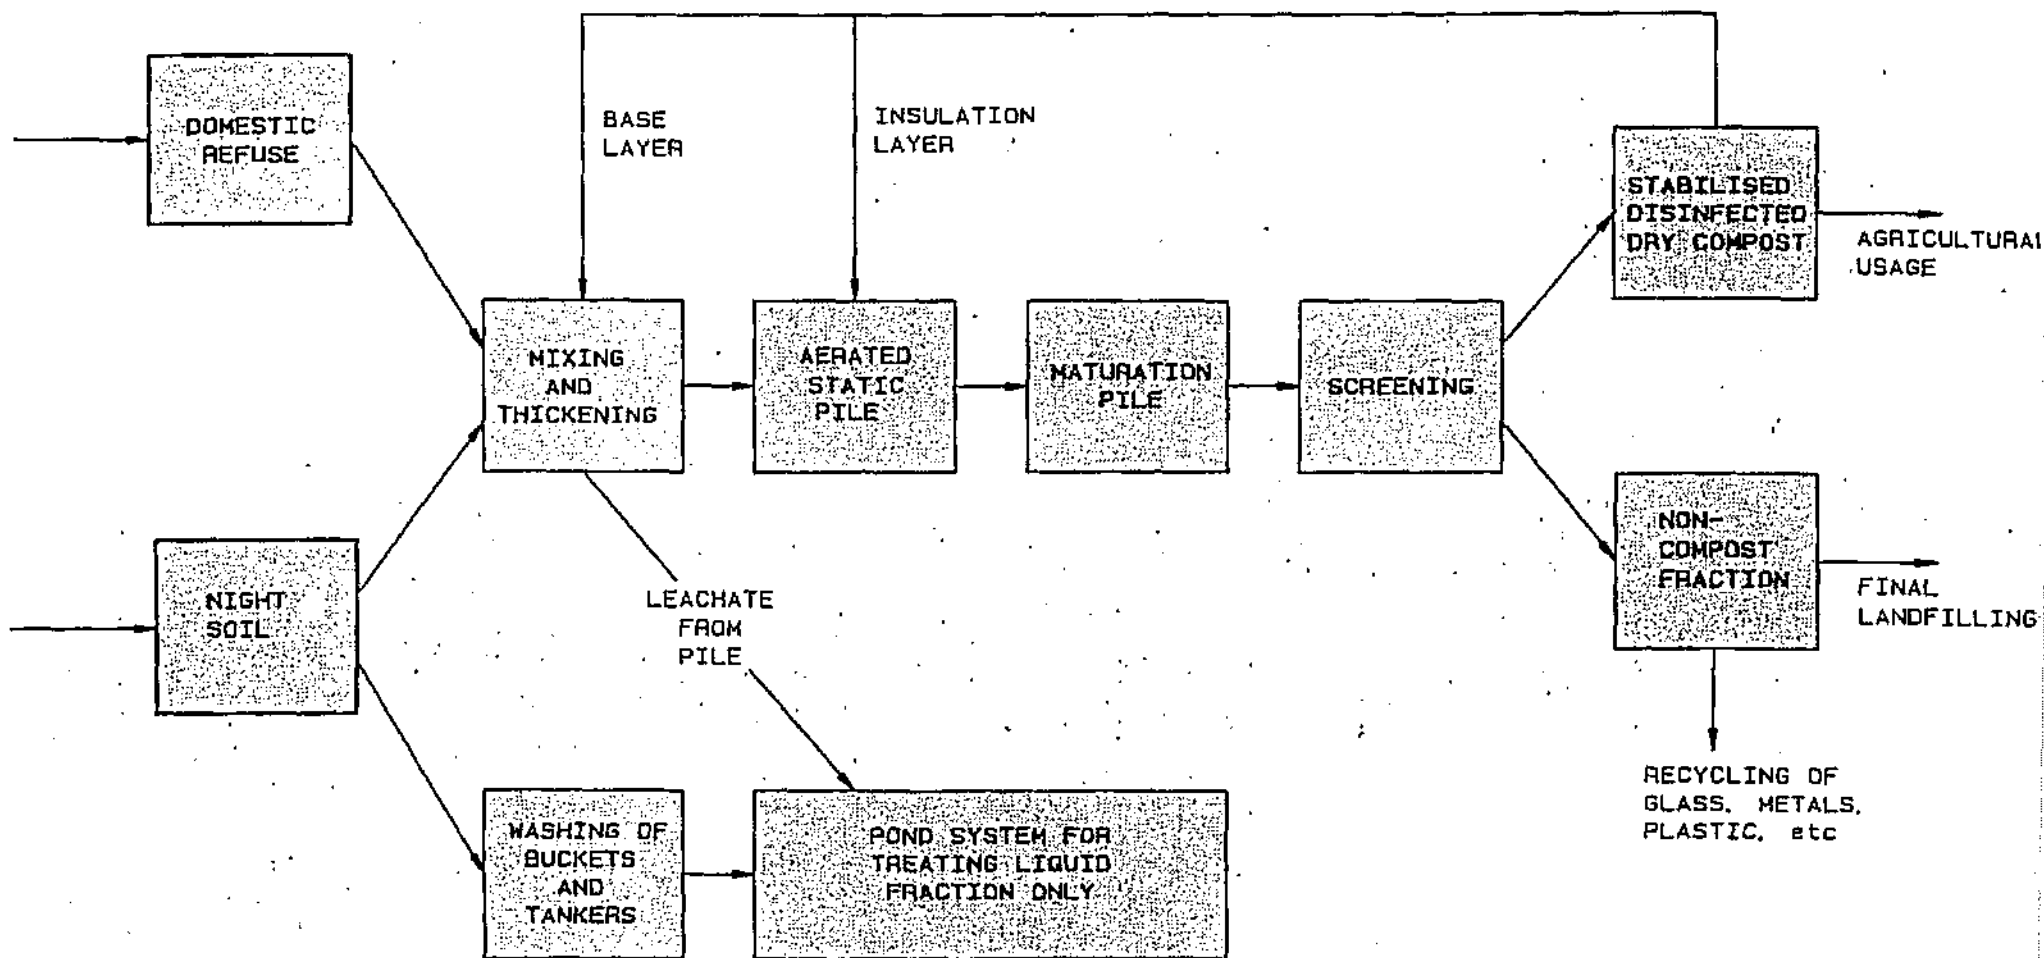 DOMESTIC
REFUSE
BASE
LAYER
INSULATION
LAYER
STABILISED
DISINFECTED
DRY COMPOST
AGRICULTURAL
USAGE
MIXING
AND
THICKENING
AERATED
STATIC
PILE
MATURATION
PILE
SCREENING
NIGHT
SOIL
LEACHATE
FROM
PILE
NON-
COMPOST
FRACTION
FINAL
LANDFILLING
RECYCLING OF
GLASS, METALS,
PLASTIC, etc
WASHING OF
BUCKETS
AND
TANKERS
POND SYSTEM FOR
TREATING LIQUID
FRACTION ONLY